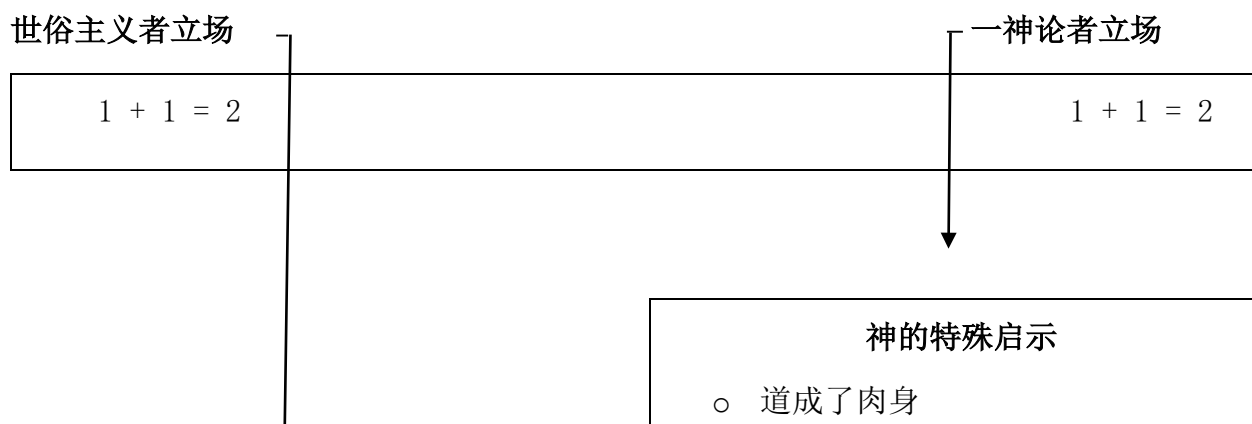 世俗主义者立场 一神论者立场
1 + 1 = 2 1 + 1 = 2
神的特殊启示
○ 道成了肉身